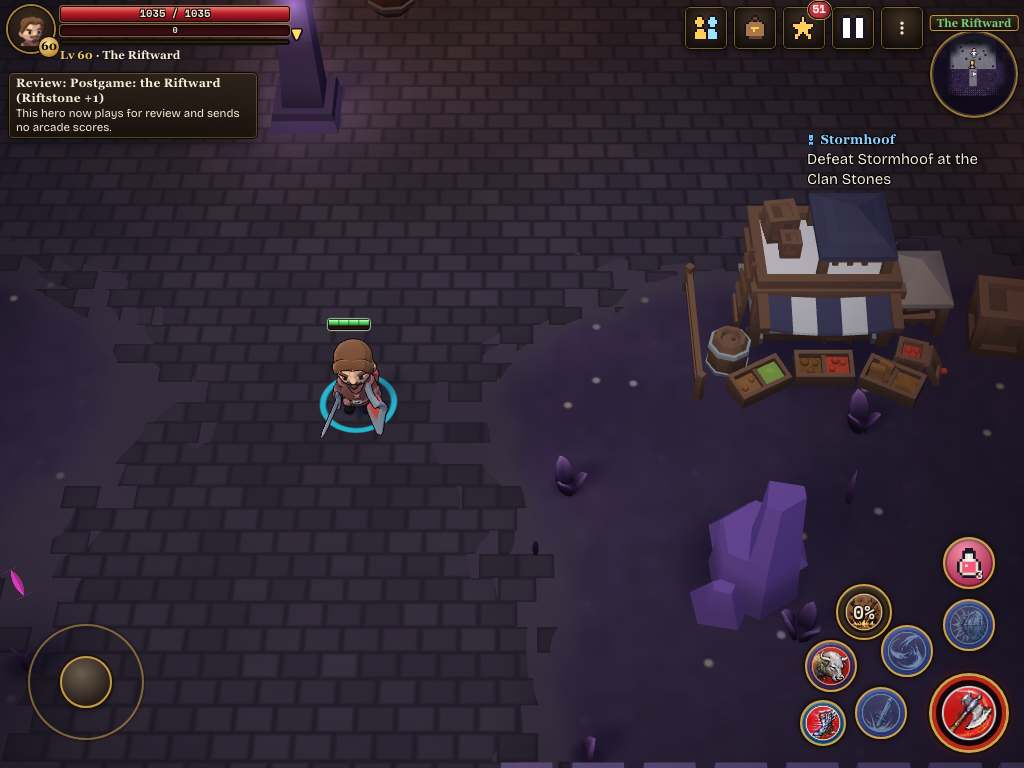 1035 / 1035
0
60
Lv 60 · The Riftward
51
The Riftward
Review: Postgame: the Riftward
(Riftstone +1)
This hero now plays for review and sends
no arcade scores.
Stormhoof
Defeat Stormhoof at the
Clan Stones
0%